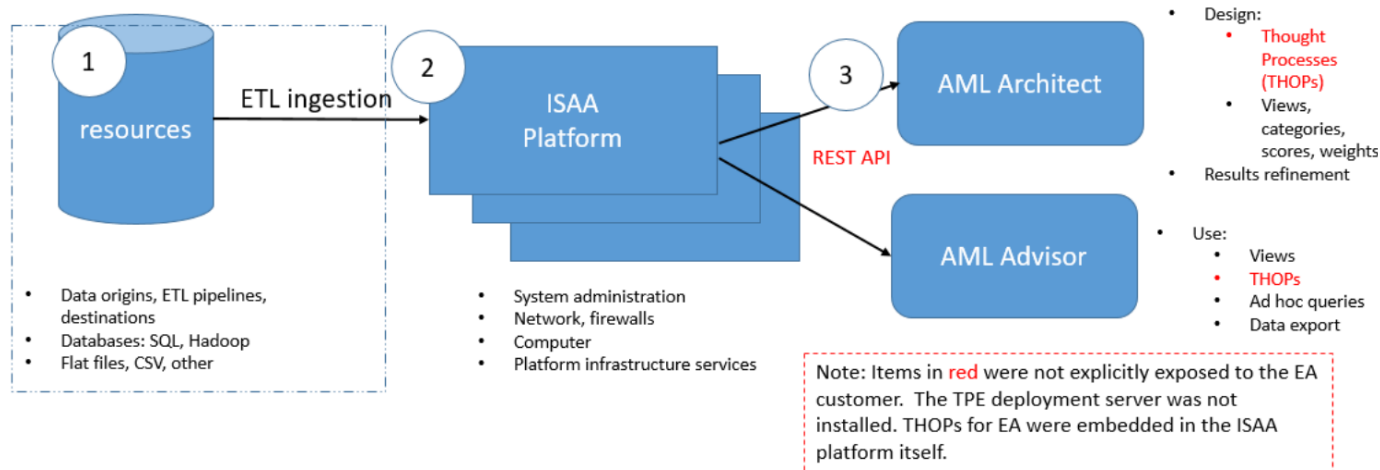 1
resources
ETL ingestion
• Data origins, ETL pipelines,
destinations
• Databases: SQL, Hadoop
• Flat files, CSV, other
2
ISAA
Platform
• System administration
• Network, firewalls
• Computer
• Platform infrastructure services
3
REST API
AML Architect
• Design:
• Thought
Processes
(THOPs)
• Views,
categories,
scores, weights
• Results refinement
AML Advisor
• Use:
• Views
• THOPs
• Ad hoc queries
• Data export
Note: Items in red were not explicitly exposed to the EA
customer. The TPE deployment server was not
installed. THOPs for EA were embedded in the ISAA
platform itself.